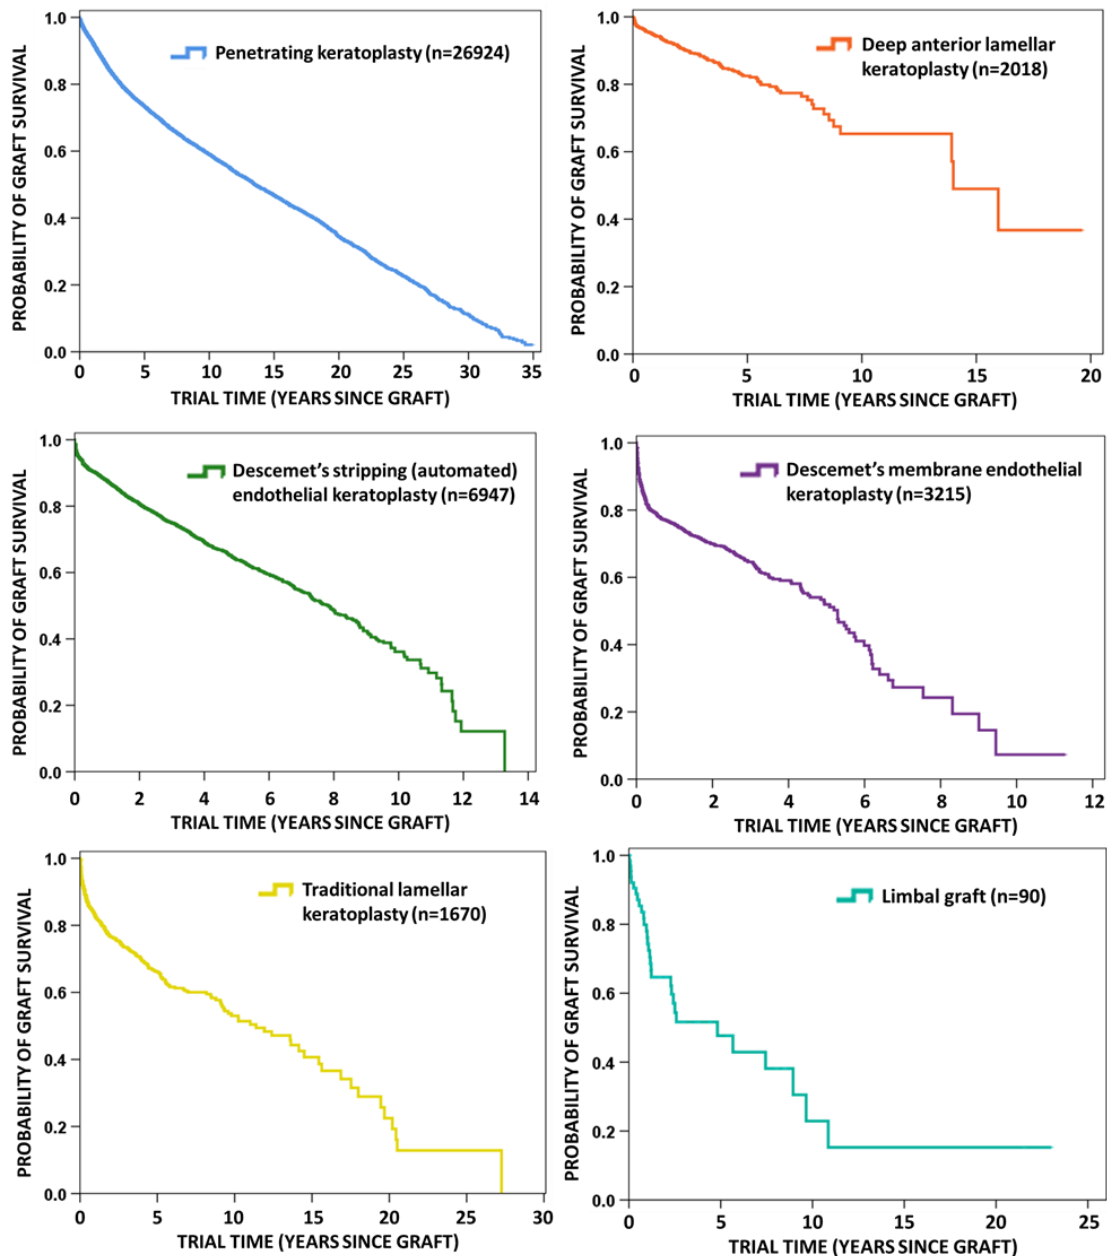 PROBABILITY OF GRAFT SURVIVAL
1.0
0.8
0.6
0.4
0.2
0.0
Penetrating keratoplasty (n=26924)
0 5 10 15 20 25 30 35
TRIAL TIME (YEARS SINCE GRAFT)
PROBABILITY OF GRAFT SURVIVAL
1.0
0.8
0.6
0.4
0.2
0.0
Deep anterior lamellar
keratoplasty (n=2018)
0 5 10 15 20
TRIAL TIME (YEARS SINCE GRAFT)
PROBABILITY OF GRAFT SURVIVAL
1.0
0.8
0.6
0.4
0.2
0.0
Descemet's stripping (automated)
endothelial keratoplasty (n=6947)
0 2 4 6 8 10 12 14
TRIAL TIME (YEARS SINCE GRAFT)
PROBABILITY OF GRAFT SURVIVAL
1.0
0.8
0.6
0.4
0.2
0.0
Descemet's membrane endothelial
keratoplasty (n=3215)
0 2 4 6 8 10 12
TRIAL TIME (YEARS SINCE GRAFT)
PROBABILITY OF GRAFT SURVIVAL
1.0
0.8
0.6
0.4
0.2
0.0
Traditional lamellar
keratoplasty (n=1670)
0 5 10 15 20 25 30
TRIAL TIME (YEARS SINCE GRAFT)
PROBABILITY OF GRAFT SURVIVAL
1.0
0.8
0.6
0.4
0.2
0.0
Limbal graft (n=90)
0 5 10 15 20 25
TRIAL TIME (YEARS SINCE GRAFT)